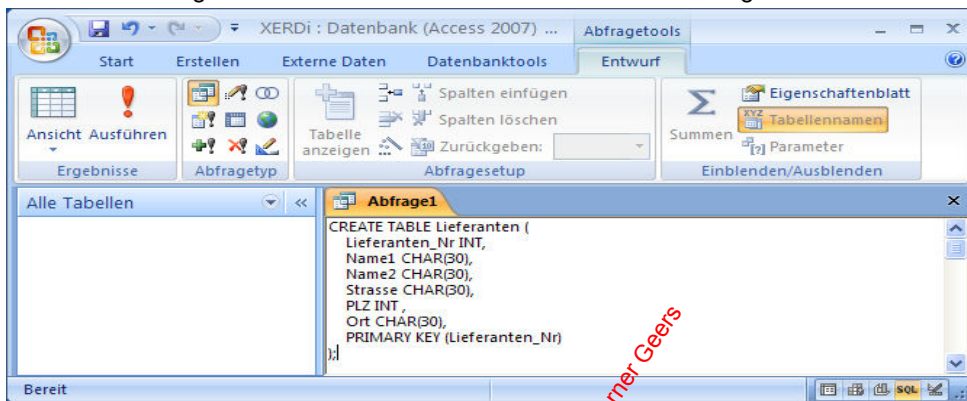 XERDi : Datenbank (Access 2007) ... Abfragetools
Start Erstellen Externe Daten Datenbanktools Entwurf
Ansicht Ausführen
Ergebnisse
Abfragetyp
Tabelle anzeigen
Spalten einfügen
Spalten löschen
Zurückgeben:
Abfragesetup
Summen
Eigenschaftenblatt
XYZ Tabellennamen
[?] Parameter
Einblenden/Ausblenden
Alle Tabellen
Abfrage1
CREATE TABLE Lieferanten (
Lieferanten_Nr INT,
Name1 CHAR(30),
Name2 CHAR(30),
Strasse CHAR(30),
PLZ INT ,
Ort CHAR(30),
PRIMARY KEY (Lieferanten_Nr)
);
Geers
Bereit
SQL